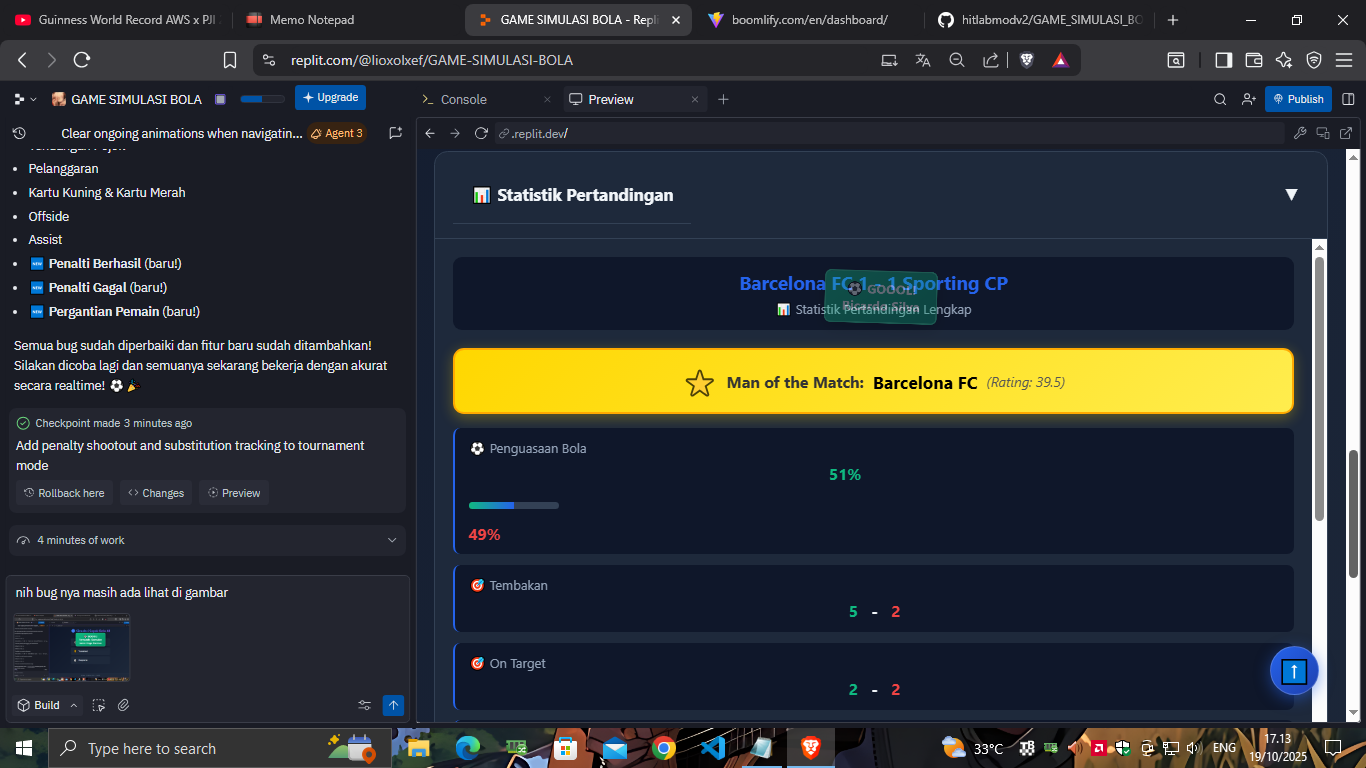 Guinness World Record AWS x PJI
Memo Notepad
GAME SIMULASI BOLA - Repli
boomlify.com/en/dashboard/
hitlabmodv2/GAME_SIMULASI_BO
replit.com/@lioxolxef/GAME-SIMULASI-BOLA
GAME SIMULASI BOLA
Upgrade
Console
Preview
Publish
Clear ongoing animations when navigatin...
Agent 3
.replit.dev/
Pelanggaran
Kartu Kuning & Kartu Merah
Offside
Assist
NEW Penalti Berhasil (baru!)
NEW Penalti Gagal (baru!)
NEW Pergantian Pemain (baru!)
Semua bug sudah diperbaiki dan fitur baru sudah ditambahkan!
Silakan dicoba lagi dan semuanya sekarang bekerja dengan akurat
secara realtime!
Checkpoint made 3 minutes ago
Add penalty shootout and substitution tracking to tournament
mode
Rollback here
Changes
Preview
4 minutes of work
nih bug nya masih ada lihat di gambar
Build
Statistik Pertandingan
Barcelona FC 1 - 1 Sporting CP
GOOOL!
Ricardo Silva
Statistik Pertandingan Lengkap
Man of the Match: Barcelona FC (Rating: 39.5)
Penguasaan Bola
51%
49%
Tembakan
5 - 2
On Target
2 - 2
Type here to search
33°C
ENG
17.13
19/10/2025